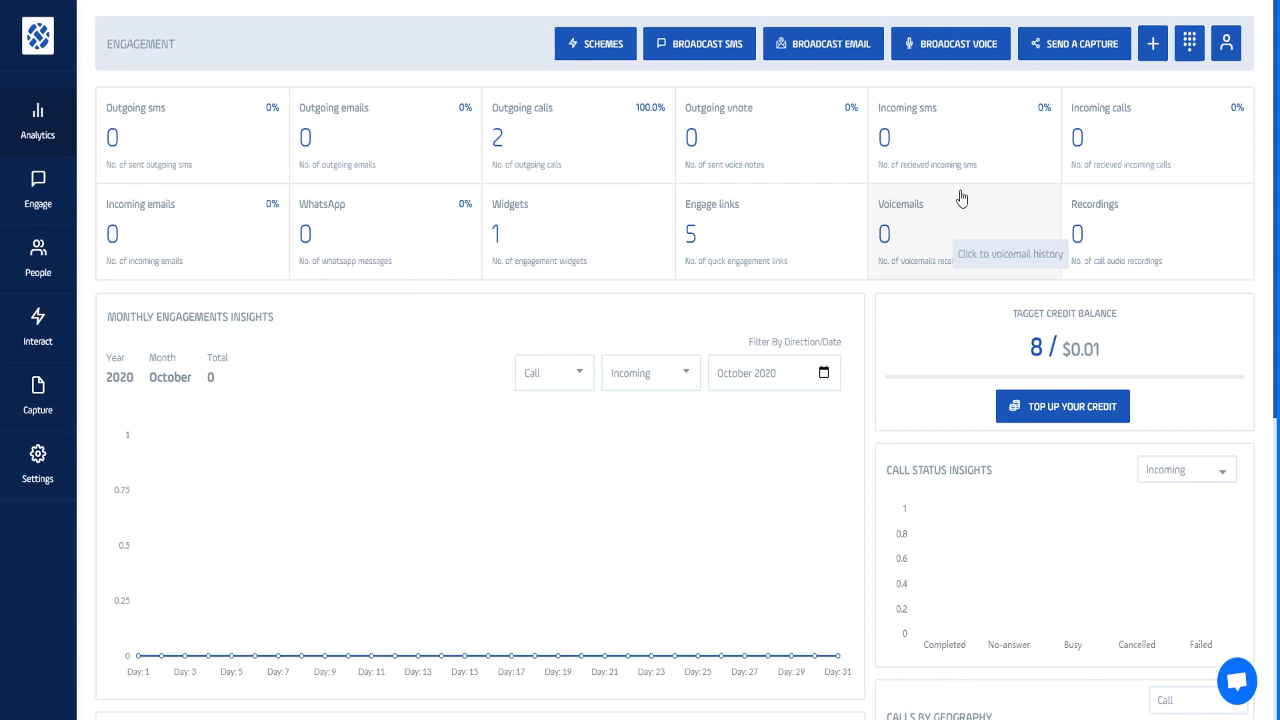 ENGAGEMENT
SCHEMES
BROADCAST SMS
BROADCAST EMAIL
BROADCAST VOICE
SEND A CAPTURE
Analytics
Engage
People
Interact
Capture
Settings
Outgoing sms 0%
0
No. of sent outgoing sms
Outgoing emails 0%
0
No. of outgoing emails
Outgoing calls 100.0%
2
No. of outgoing calls
Outgoing vnote 0%
0
No. of sent voice notes
Incoming sms 0%
0
No. of recieved incoming sms
Incoming calls 0%
0
No. of recieved incoming calls
Incoming emails 0%
0
No. of incoming emails
WhatsApp 0%
0
No. of whatsapp messages
Widgets
1
No. of engagement widgets
Engage links
5
No. of quick engagement links
Voicemails
0
No. of voicemails
Click to voicemail history
Recordings
0
No. of call audio recordings
MONTHLY ENGAGEMENTS INSIGHTS
Filter By Direction/Date
Year Month Total
2020 October 0
Call
Incoming
October 2020
1
0.75
0.5
0.25
0
Day: 1 Day: 3 Day: 5 Day: 7 Day: 9 Day: 11 Day: 13 Day: 15 Day: 17 Day: 19 Day: 21 Day: 23 Day: 25 Day: 27 Day: 29 Day: 31
TAGGET CREDIT BALANCE
8 / $0.01
TOP UP YOUR CREDIT
CALL STATUS INSIGHTS
Incoming
1
0.8
0.6
0.4
0.2
0
Completed No-answer Busy Cancelled Failed
Call
CALLS BY GEOGRAPHY